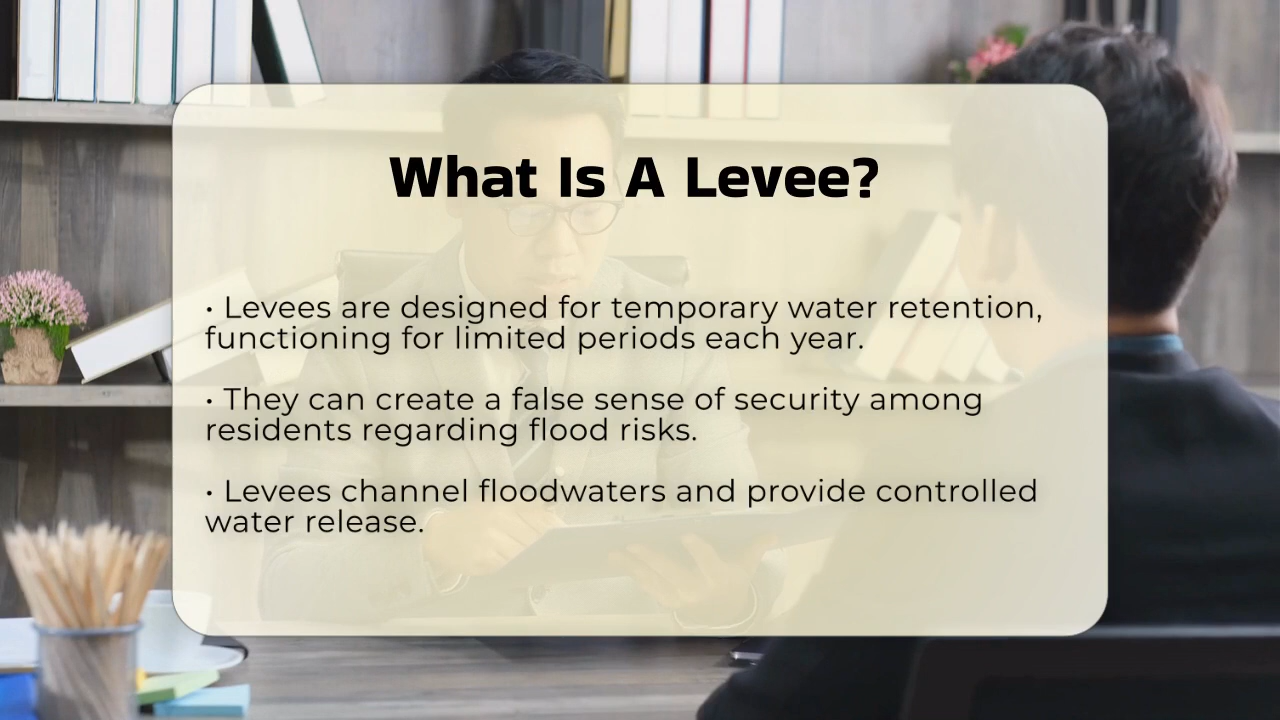 What Is A Levee?
· Levees are designed for temporary water retention,
functioning for limited periods each year.
· They can create a false sense of security among
residents regarding flood risks.
· Levees channel floodwaters and provide controlled
water release.